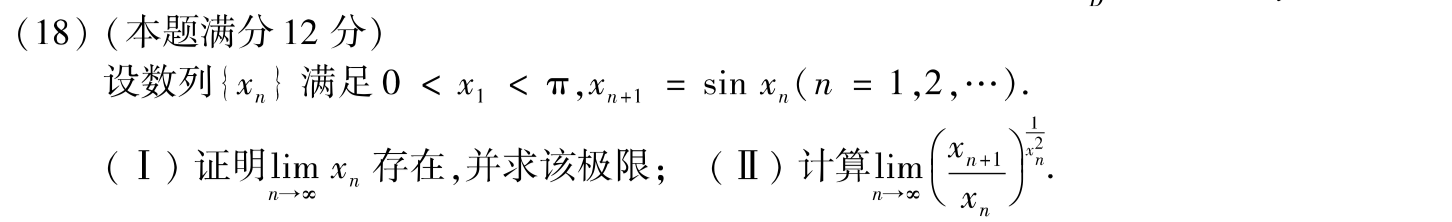 (18) (本题满分 12 分)
设数列{xₙ} 满足 0 < x₁ < π, xₙ₊₁ = sin xₙ(n = 1,2,⋯).
(Ⅰ) 证明 lim_{n→∞} xₙ 存在,并求该极限; (Ⅱ) 计算 lim_{n→∞} (xₙ₊₁/xₙ)^{1/xₙ²}.